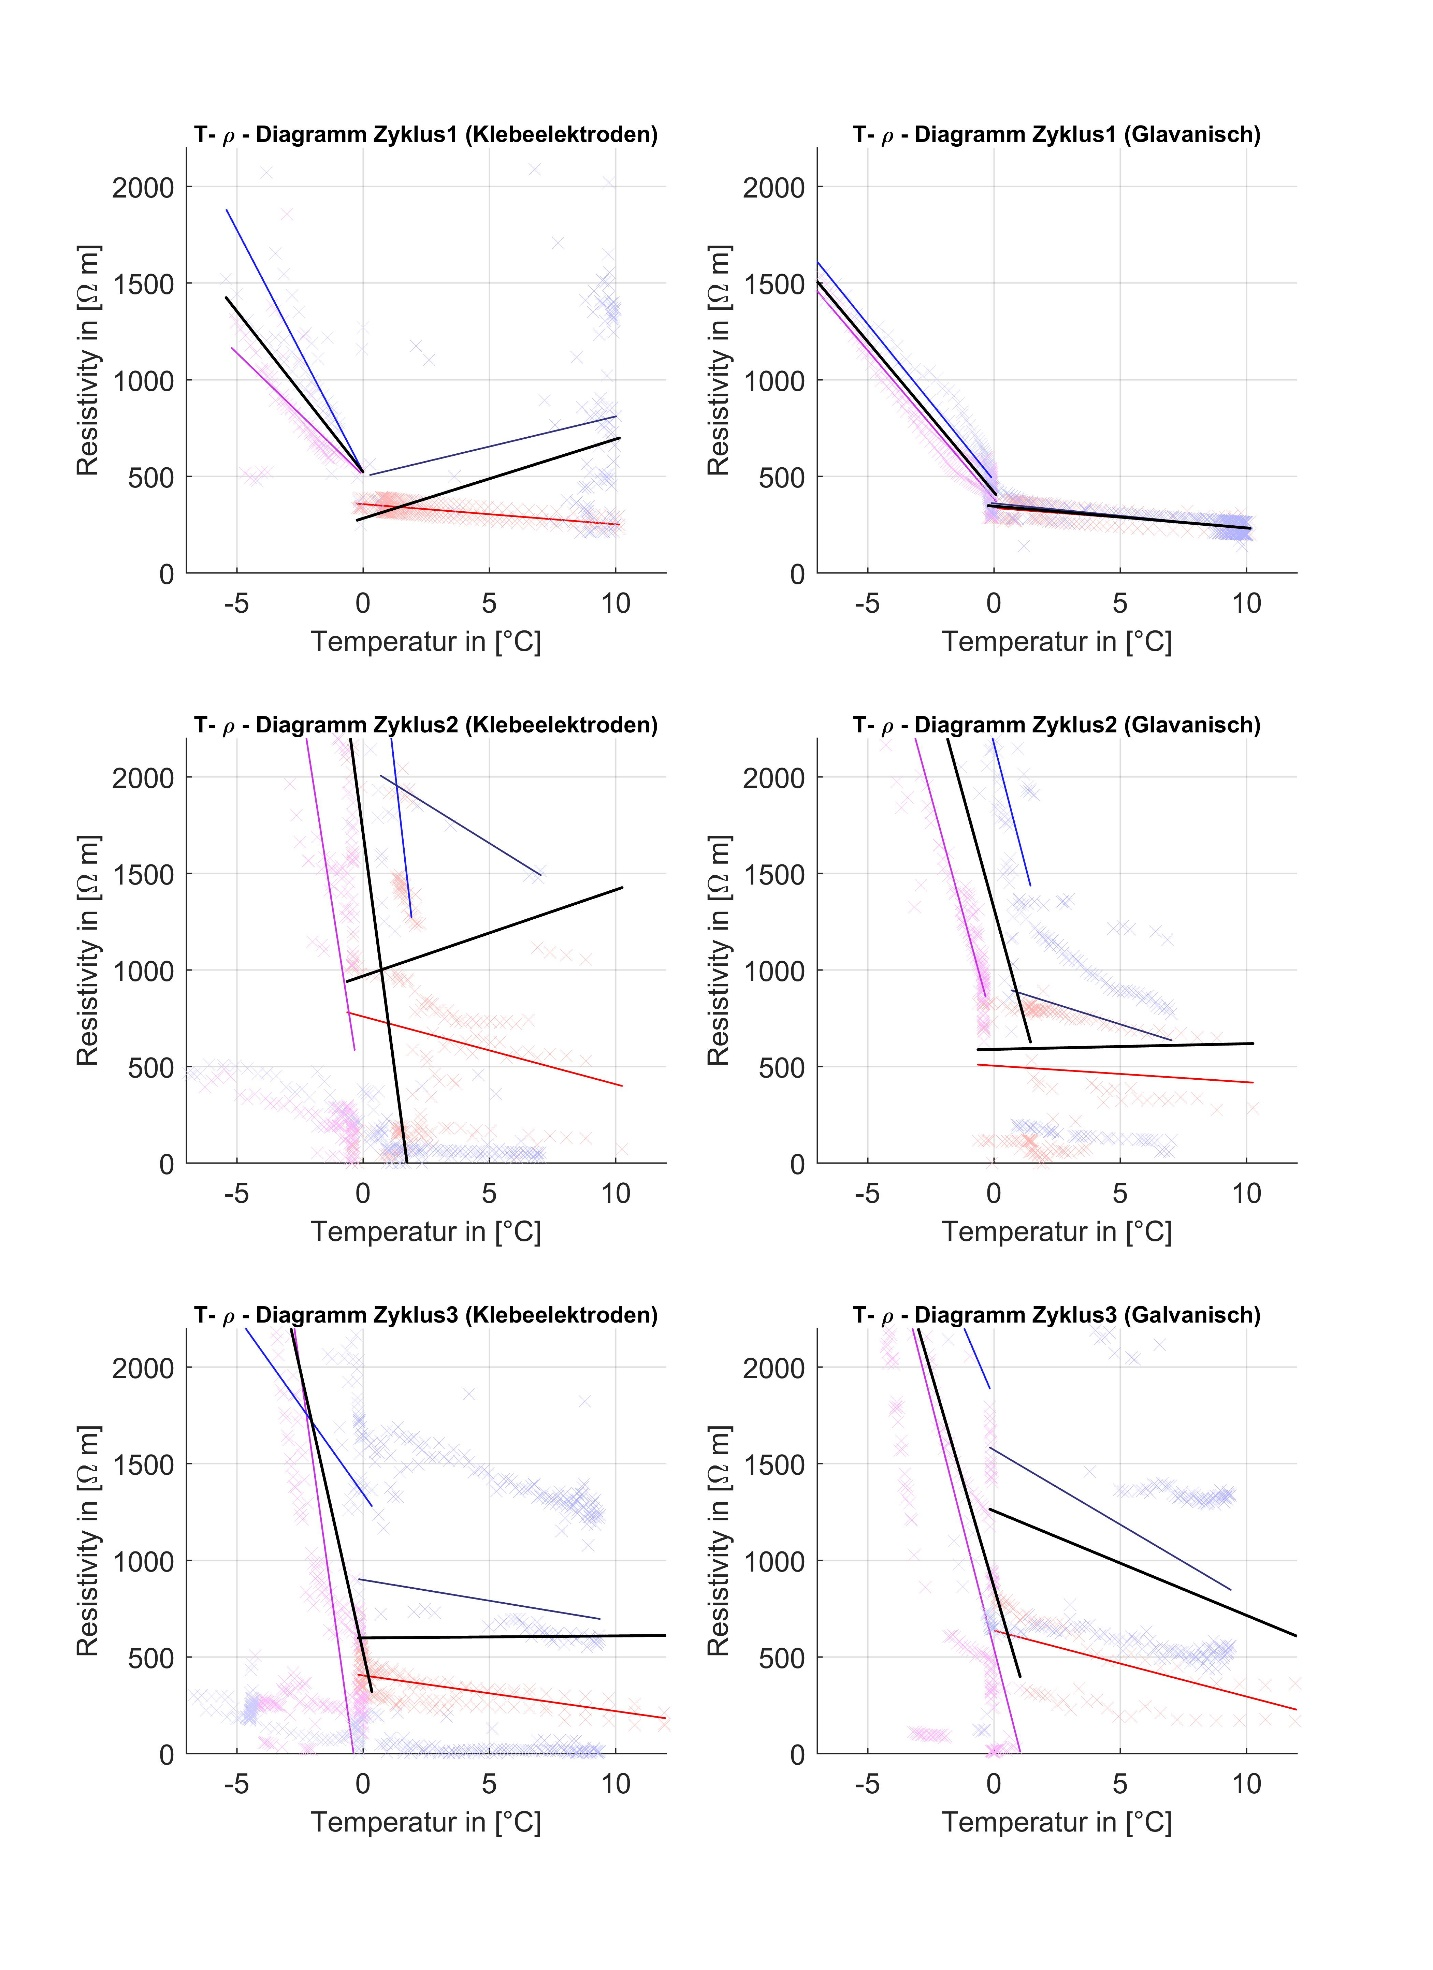 T- ρ - Diagramm Zyklus1 (Klebeelektroden)
2000
1500
1000
500
0
-5 0 5 10
Resistivity in [Ω m]
Temperatur in [°C]
T- ρ - Diagramm Zyklus1 (Glavanisch)
2000
1500
1000
500
0
-5 0 5 10
Resistivity in [Ω m]
Temperatur in [°C]
T- ρ - Diagramm Zyklus2 (Klebeelektroden)
2000
1500
1000
500
0
-5 0 5 10
Resistivity in [Ω m]
Temperatur in [°C]
T- ρ - Diagramm Zyklus2 (Glavanisch)
2000
1500
1000
500
0
-5 0 5 10
Resistivity in [Ω m]
Temperatur in [°C]
T- ρ - Diagramm Zyklus3 (Klebeelektroden)
2000
1500
1000
500
0
-5 0 5 10
Resistivity in [Ω m]
Temperatur in [°C]
T- ρ - Diagramm Zyklus3 (Galvanisch)
2000
1500
1000
500
0
-5 0 5 10
Resistivity in [Ω m]
Temperatur in [°C]